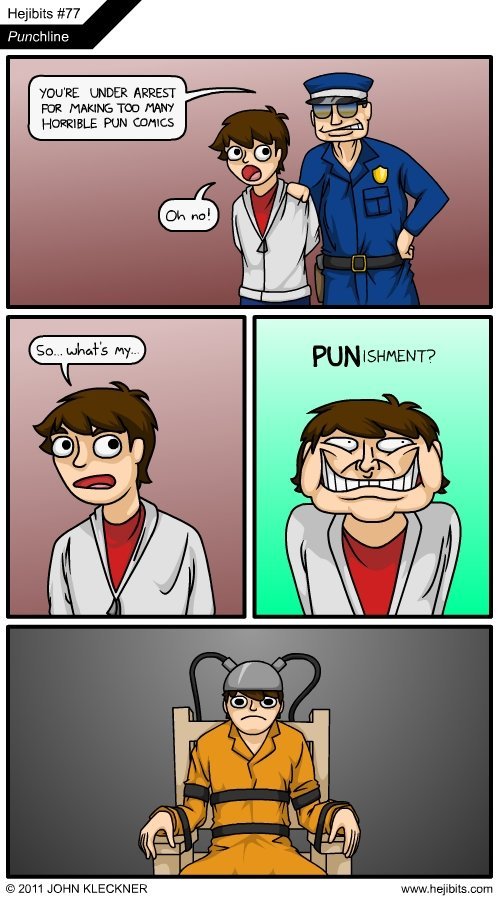 Hejibits #77
Punchline
YOU'RE UNDER ARREST
FOR MAKING TOO MANY
HORRIBLE PUN COMICS
Oh no!
So... what's my...
PUNISHMENT?
© 2011 JOHN KLECKNER
www.hejibits.com